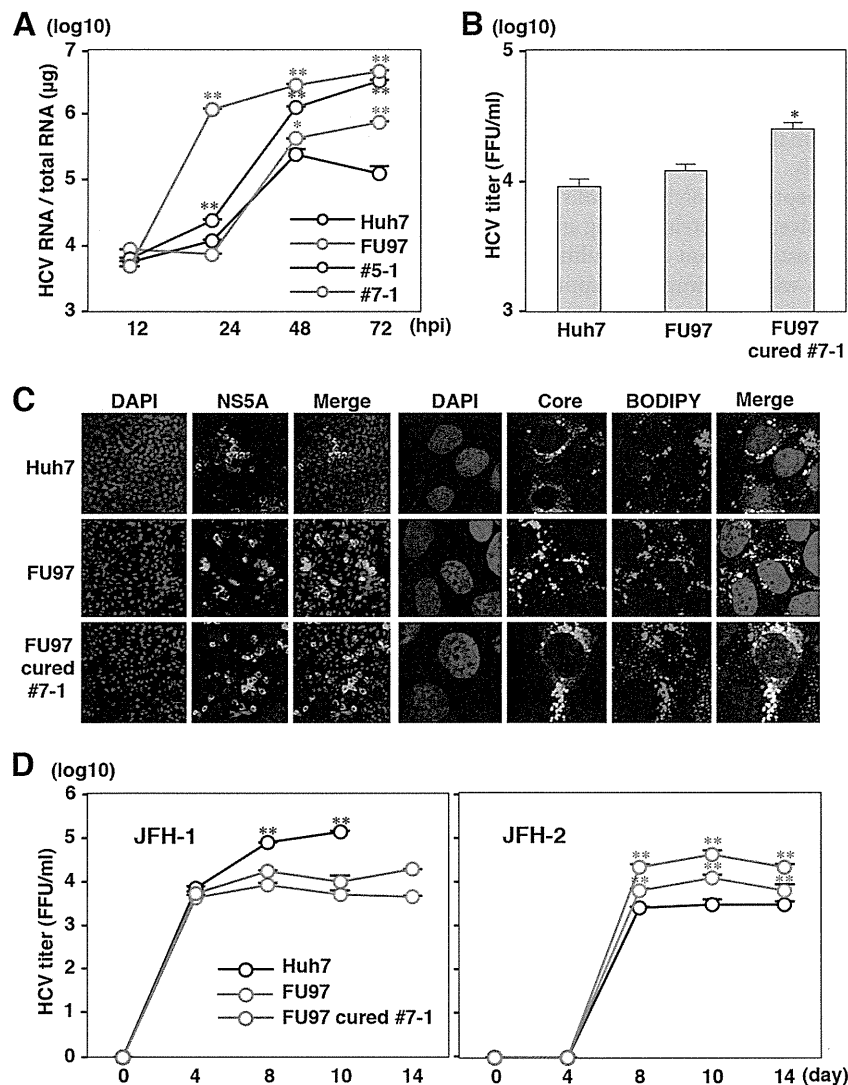 A (log10)
HCV RNA / total RNA (μg)
7
6
5
4
3
** ** ** ** ** ** * **
Huh7
FU97
#5-1
#7-1
12 24 48 72 (hpi)
B (log10)
HCV titer (FFU/ml)
5
4
3
*
Huh7 FU97 FU97
cured #7-1
C
DAPI NS5A Merge DAPI Core BODIPY Merge
Huh7
FU97
FU97
cured
#7-1
D (log10)
HCV titer (FFU/ml)
6
5
4
3
2
1
0
JFH-1
** **
Huh7
FU97
FU97 cured #7-1
0 4 8 10 14
JFH-2
** ** **
** ** **
0 4 8 10 14 (day)